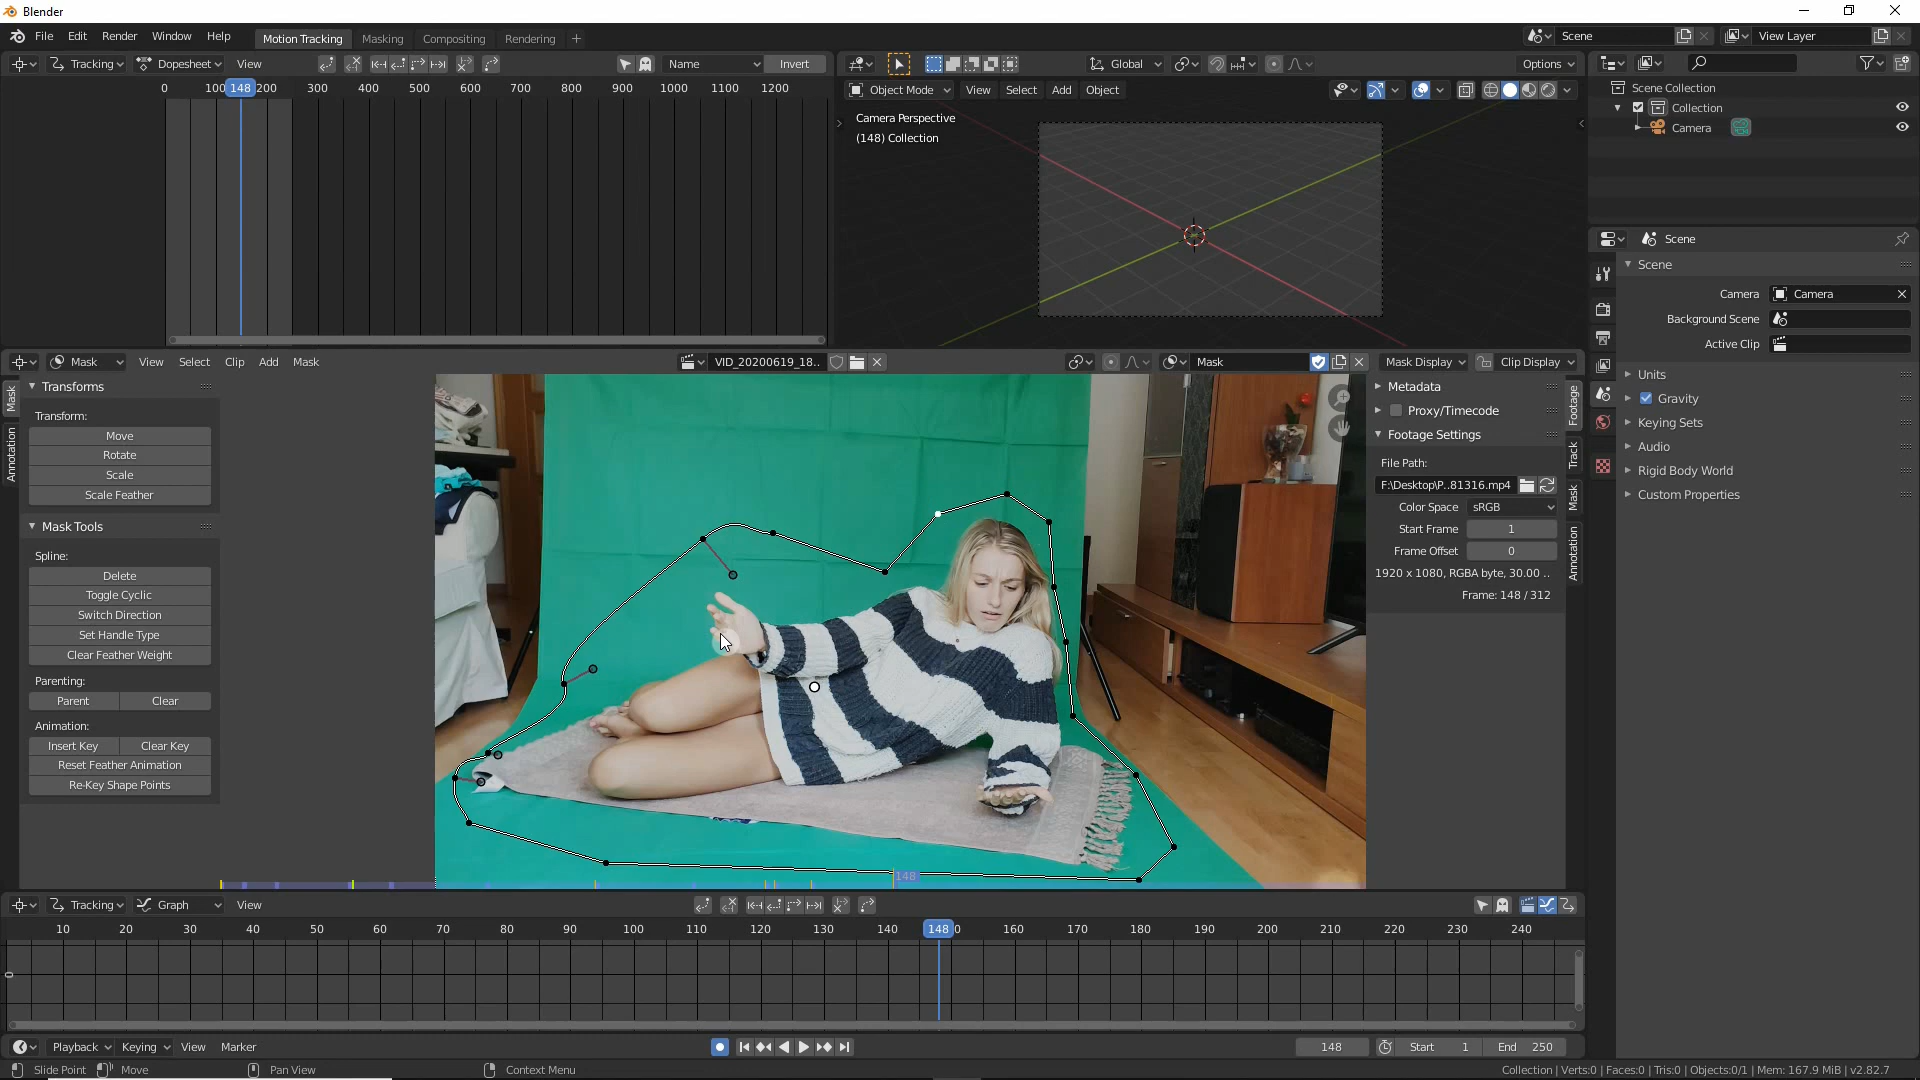 Blender
File Edit Render Window Help Motion Tracking Masking Compositing Rendering + Scene View Layer
Tracking Dopesheet View Name Invert Global Options
0 100 148 200 300 400 500 600 700 800 900 1000 1100 1200
Object Mode View Select Add Object
Camera Perspective
(148) Collection
Scene Collection
Collection
Camera
Scene
Scene
Camera Camera
Background Scene
Active Clip
Units
Gravity
Keying Sets
Audio
Rigid Body World
Custom Properties
Mask View Select Clip Add Mask VID_20200619_18.. Mask Mask Display Clip Display
Mask
Annotation
Transforms
Transform:
Move
Rotate
Scale
Scale Feather
Mask Tools
Spline:
Delete
Toggle Cyclic
Switch Direction
Set Handle Type
Clear Feather Weight
Parenting:
Parent Clear
Animation:
Insert Key Clear Key
Reset Feather Animation
Re-Key Shape Points
148
Metadata
Proxy/Timecode
Footage Settings
File Path:
F:\Desktop\P..81316.mp4
Color Space sRGB
Start Frame 1
Frame Offset 0
1920 x 1080, RGBA byte, 30.00 ..
Frame: 148 / 312
Footage
Track
Mask
Annotation
Tracking Graph View
10 20 30 40 50 60 70 80 90 100 110 120 130 140 148 0 160 170 180 190 200 210 220 230 240
0
Playback Keying View Marker 148 Start 1 End 250
Slide Point Move Pan View Context Menu Collection | Verts:0 | Faces:0 | Tris:0 | Objects:0/1 | Mem: 167.9 MiB | v2.82.7